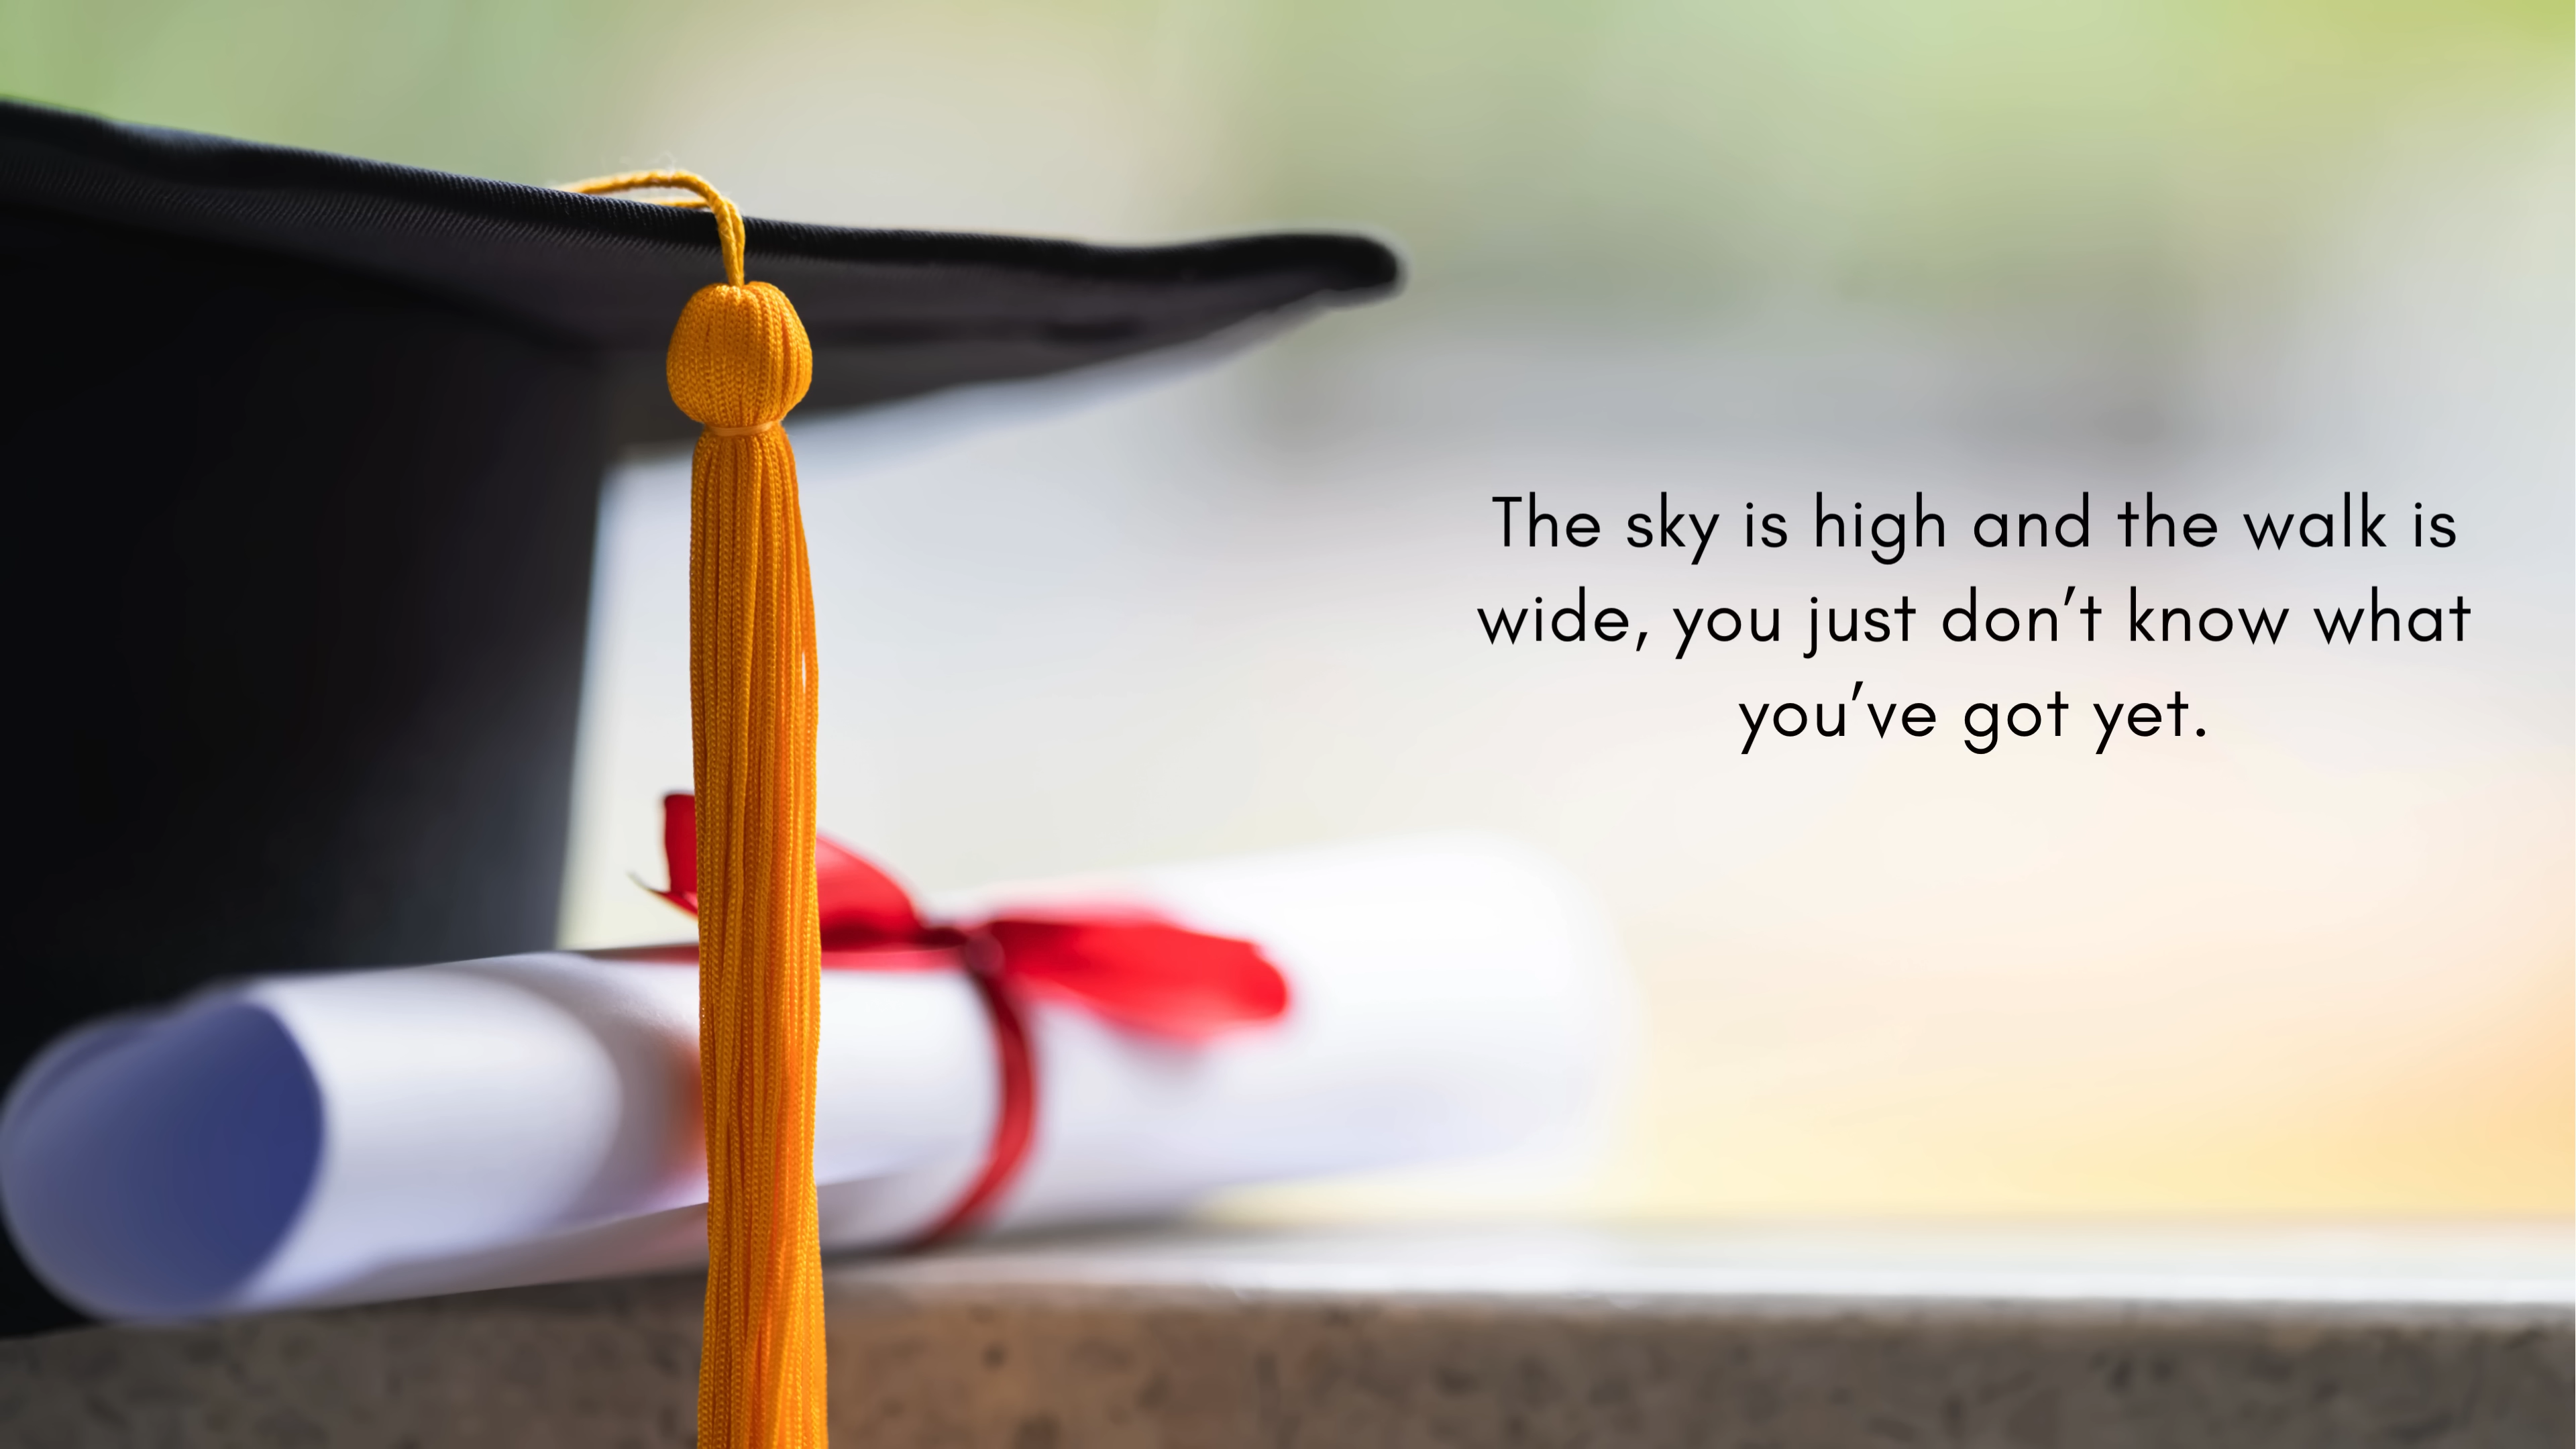 The sky is high and the walk is
wide, you just don’t know what
you’ve got yet.